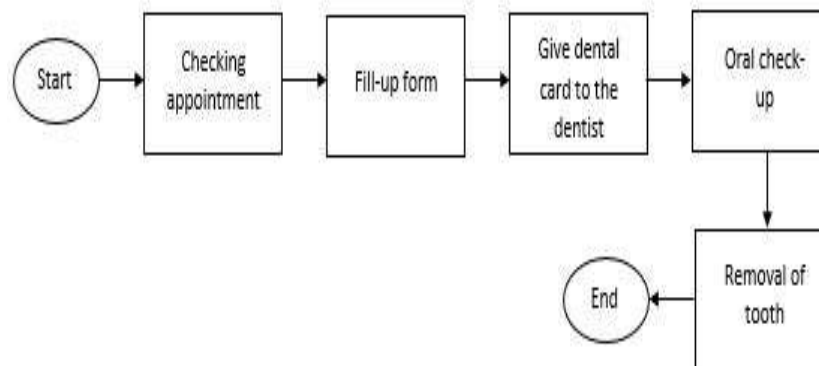 Start
Checking
appointment
Fill-up form
Give dental
card to the
dentist
Oral check-
up
Removal of
tooth
End